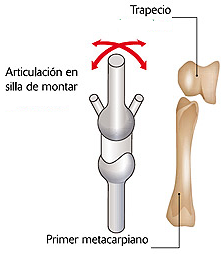 Trapecio
Articulación en
silla de montar
Primer metacarpiano